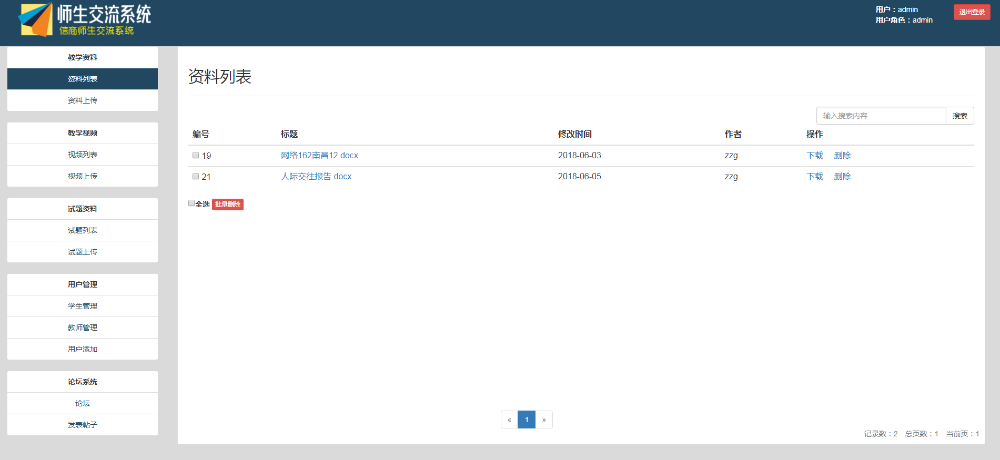 师生交流系统
信商师生交流系统
用户：admin
用户角色：admin
退出登录
教学资料
资料列表
资料上传
教学视频
视频列表
视频上传
试题资料
试题列表
试题上传
用户管理
学生管理
教师管理
用户添加
论坛系统
论坛
发表帖子
资料列表
输入搜索内容 搜索
编号 标题 修改时间 作者 操作
19 网络162南昌12.docx 2018-06-03 zzg 下载 删除
21 人际交往报告.docx 2018-06-05 zzg 下载 删除
全选 批量删除
« 1 »
记录数：2 总页数：1 当前页：1